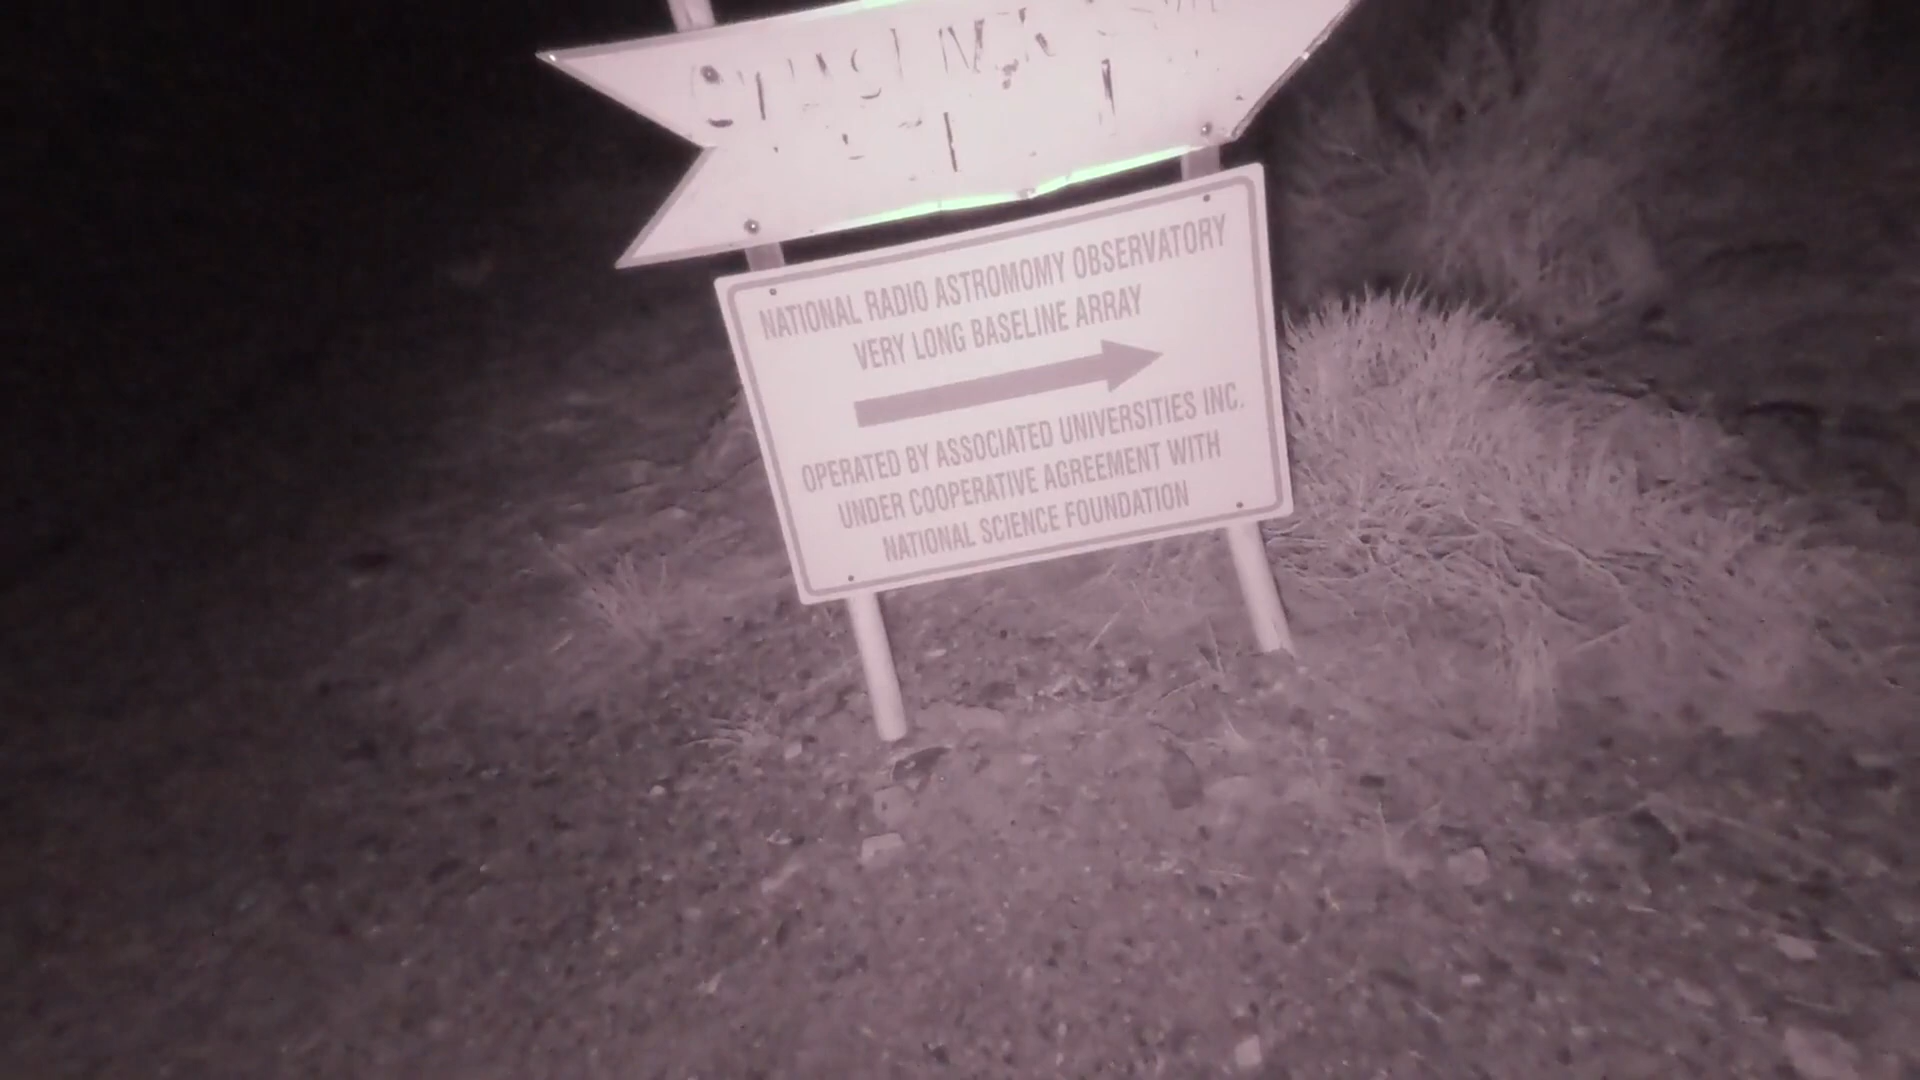 NATIONAL RADIO ASTROMOMY OBSERVATORY
VERY LONG BASELINE ARRAY
OPERATED BY ASSOCIATED UNIVERSITIES INC.
UNDER COOPERATIVE AGREEMENT WITH
NATIONAL SCIENCE FOUNDATION